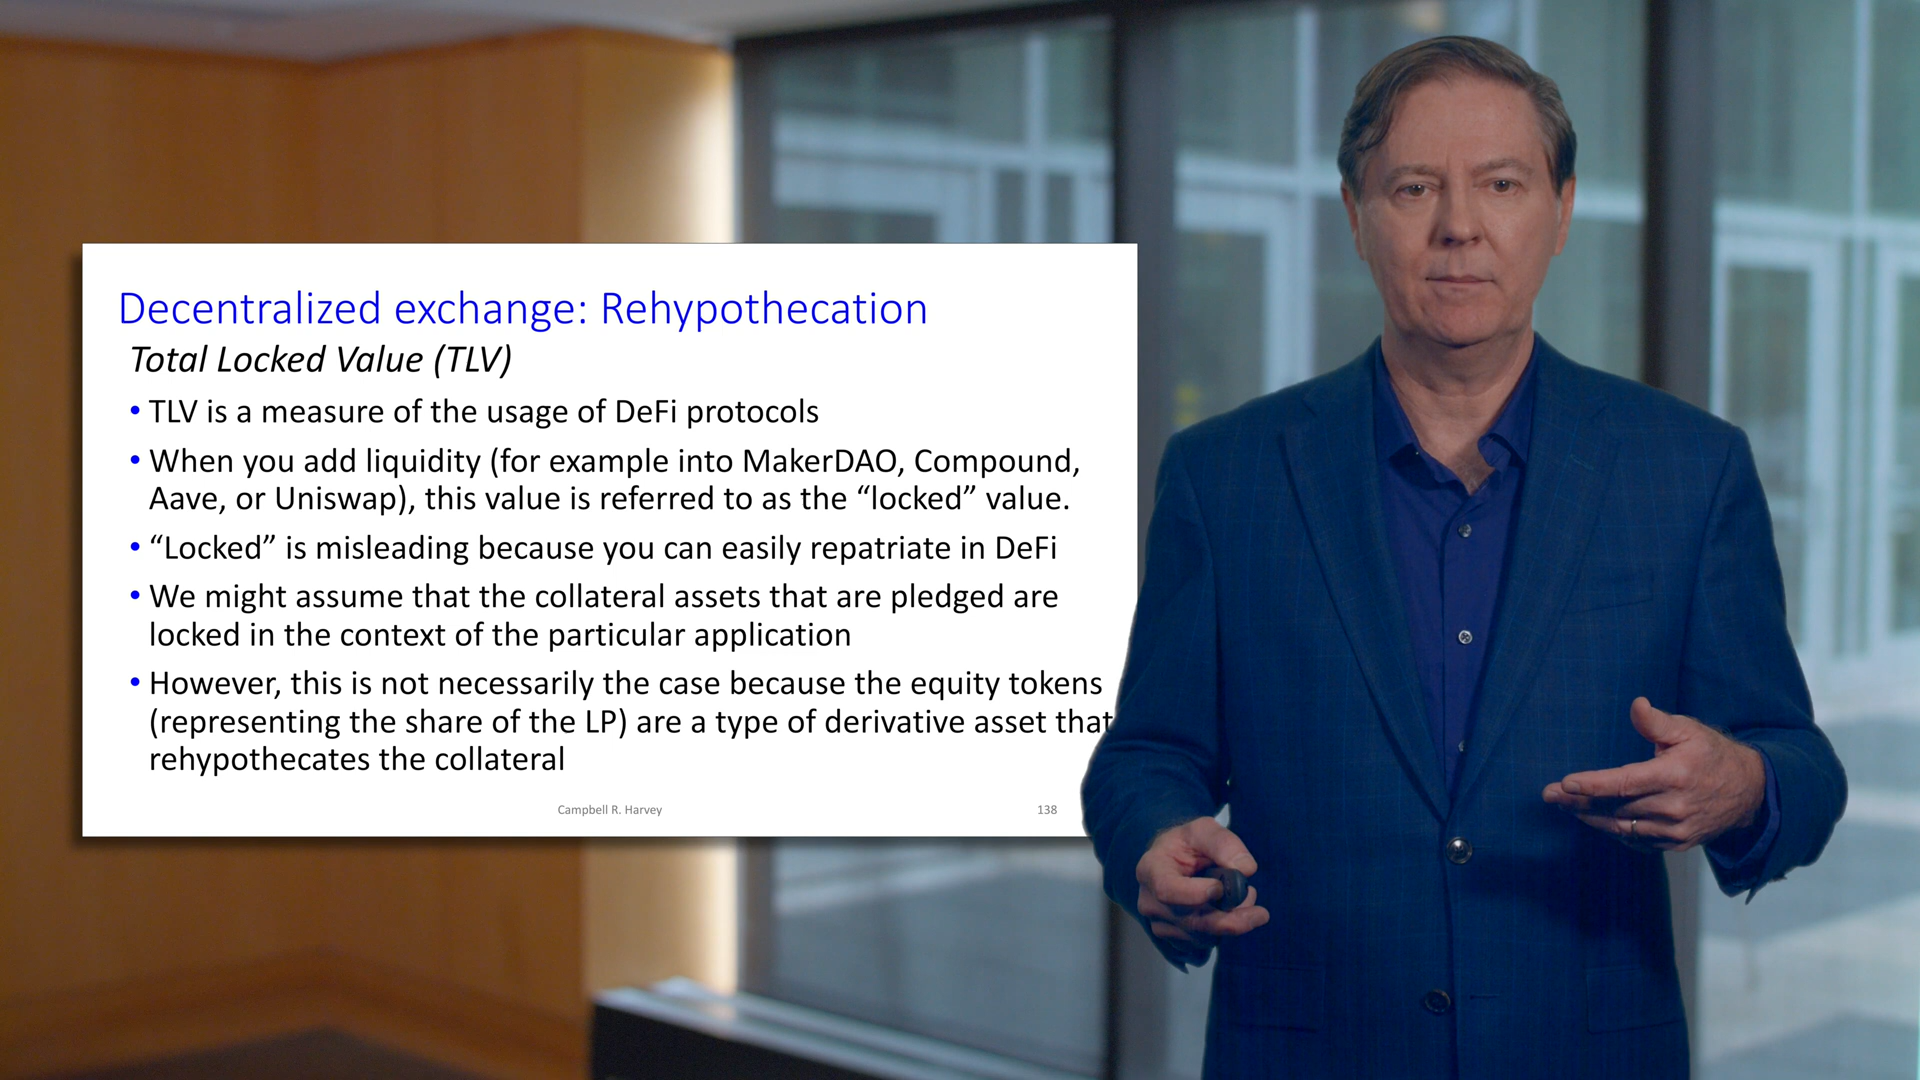 Decentralized exchange: Rehypothecation
Total Locked Value (TLV)
• TLV is a measure of the usage of DeFi protocols
• When you add liquidity (for example into MakerDAO, Compound,
Aave, or Uniswap), this value is referred to as the “locked” value.
• “Locked” is misleading because you can easily repatriate in DeFi
• We might assume that the collateral assets that are pledged are
locked in the context of the particular application
• However, this is not necessarily the case because the equity tokens
(representing the share of the LP) are a type of derivative asset that
rehypothecates the collateral
Campbell R. Harvey
138